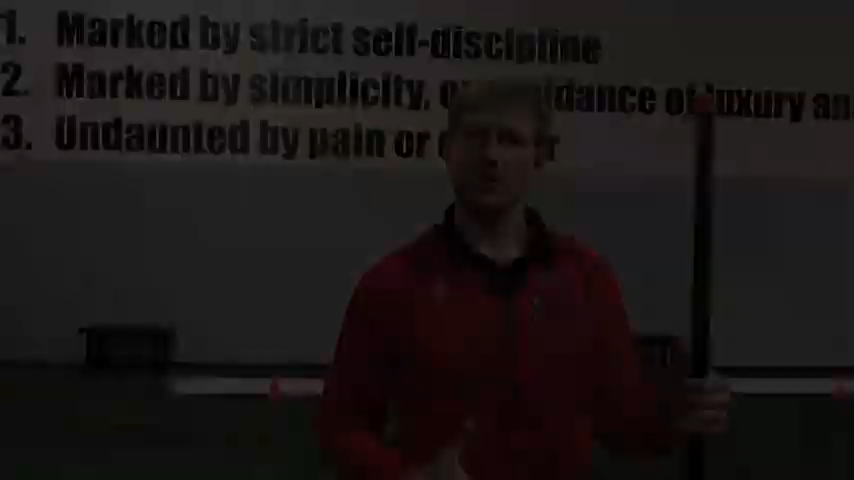 1. Marked by strict self-discipline
2. Marked by simplicity, of luxury
3. Undaunted by pain or